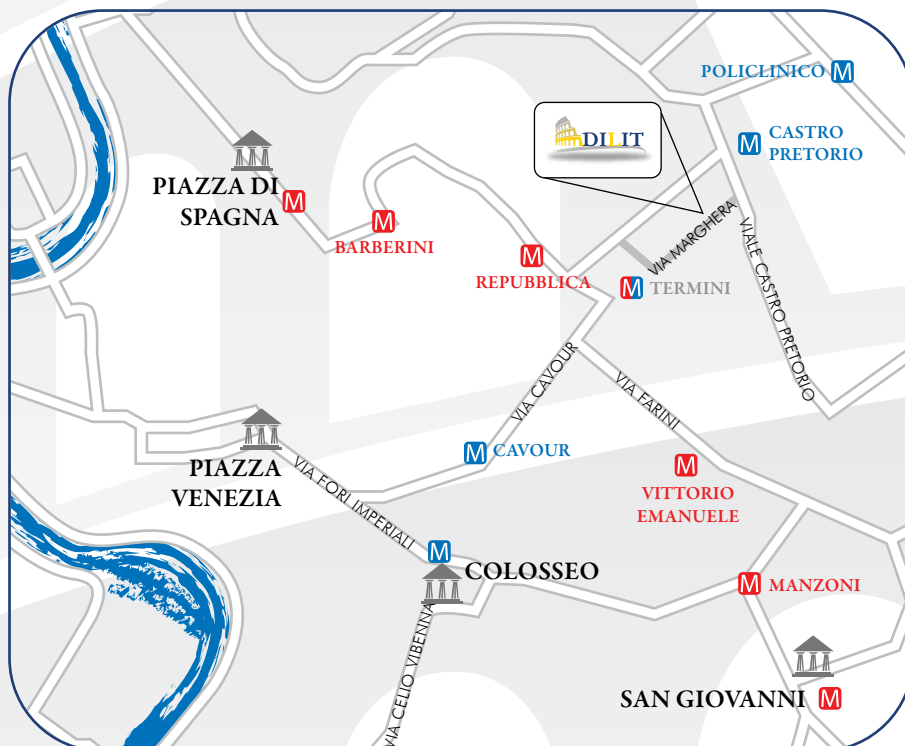 POLICLINICO M
M CASTRO
PRETORIO
DILIT
PIAZZA DI
SPAGNA
M
M
BARBERINI
M
REPUBBLICA
VIA MARGHERA
M TERMINI
VIALE CASTRO PRETORIO
VIA CAVOUR
VIA FARINI
M CAVOUR
PIAZZA
VENEZIA
VIA FORI IMPERIALI
M
VITTORIO
EMANUELE
M
COLOSSEO
M MANZONI
VIA CELIO VIBENNA
SAN GIOVANNI M